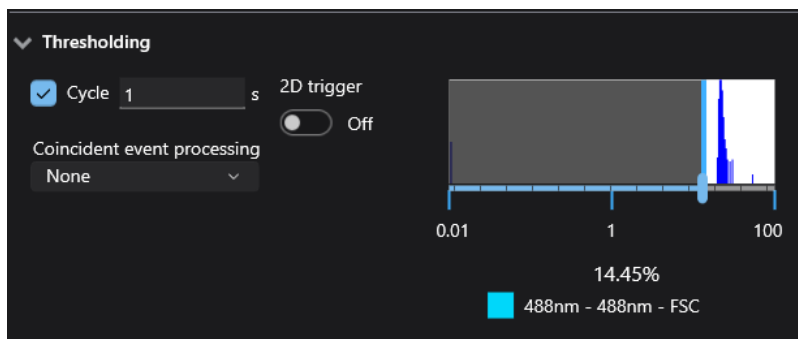 Thresholding
Cycle 1 s
2D trigger
Off
Coincident event processing
None
0.01 1 100
14.45%
488nm - 488nm - FSC